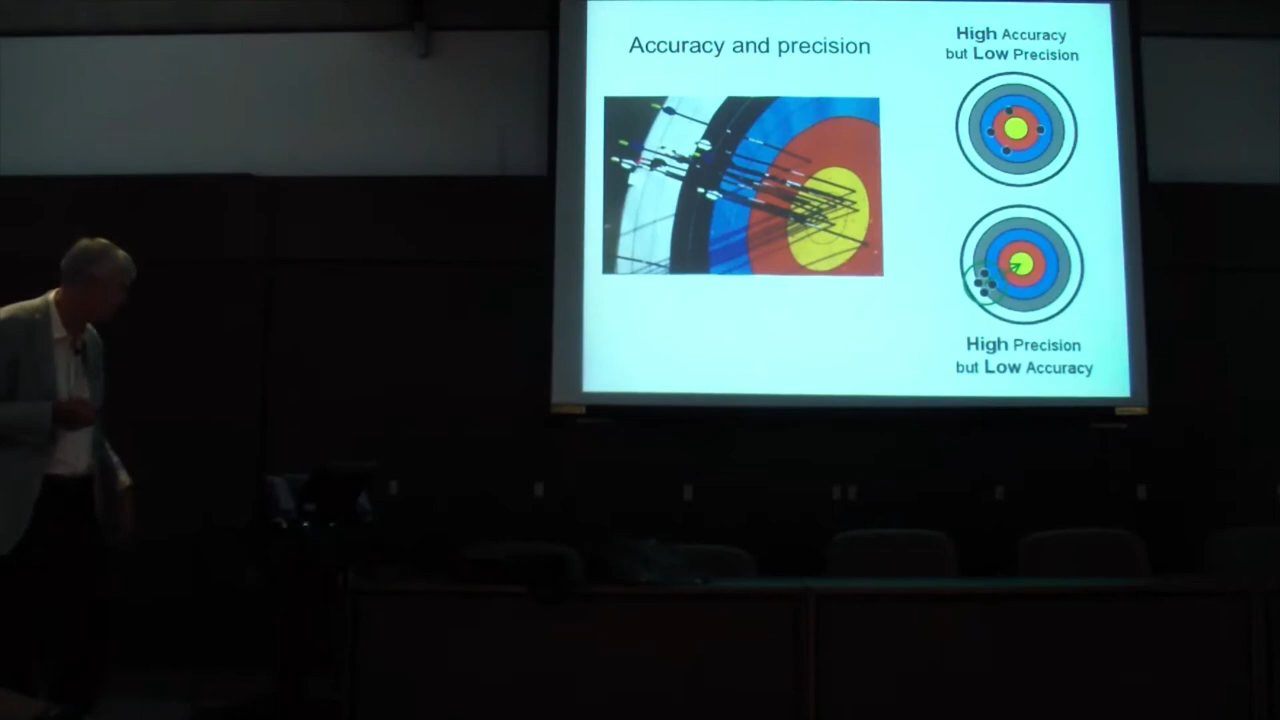 Accuracy and precision
High Accuracy
but Low Precision
High Precision
but Low Accuracy